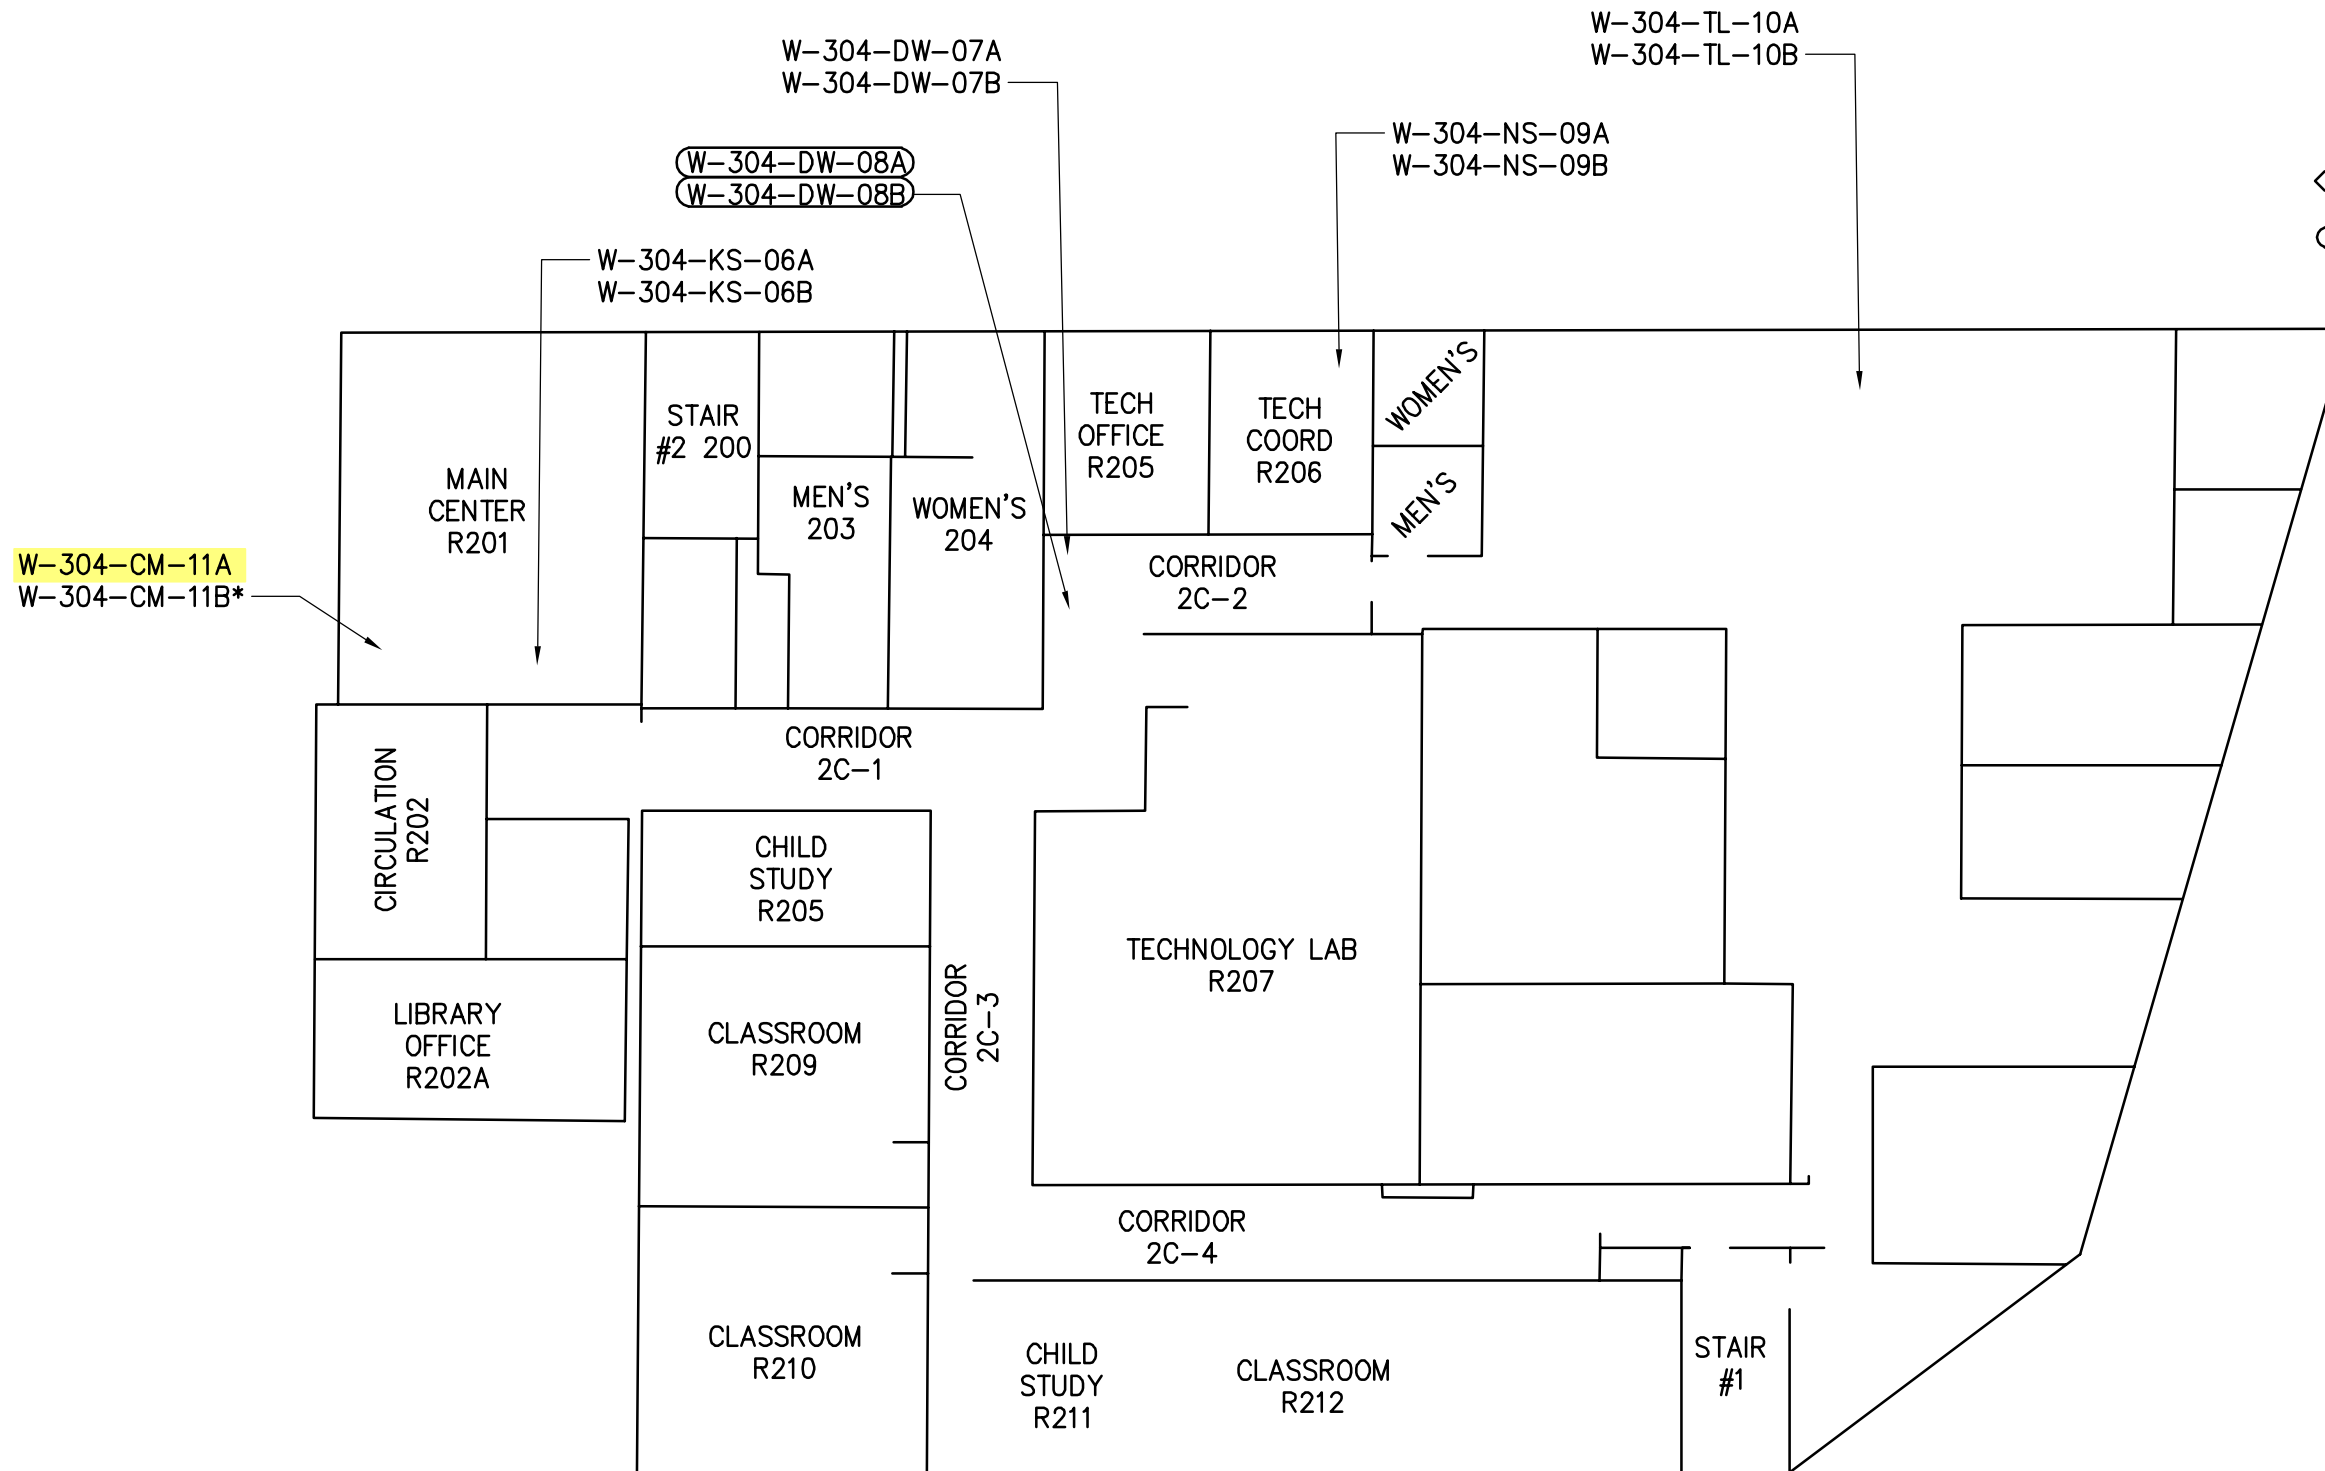 W-304-TL-10A
W-304-TL-10B
W-304-DW-07A
W-304-DW-07B
W-304-NS-09A
W-304-NS-09B
W-304-DW-08A
W-304-DW-08B
W-304-KS-06A
W-304-KS-06B
W-304-CM-11A
W-304-CM-11B*
MAIN
CENTER
R201
STAIR
#2 200
MEN'S
203
WOMEN'S
204
TECH
OFFICE
R205
TECH
COORD
R206
WOMEN'S
MEN'S
CORRIDOR
2C-2
CORRIDOR
2C-1
CIRCULATION
R202
CHILD
STUDY
R205
LIBRARY
OFFICE
R202A
CLASSROOM
R209
CORRIDOR
2C-3
TECHNOLOGY LAB
R207
CORRIDOR
2C-4
CLASSROOM
R210
CHILD
STUDY
R211
CLASSROOM
R212
STAIR
#1